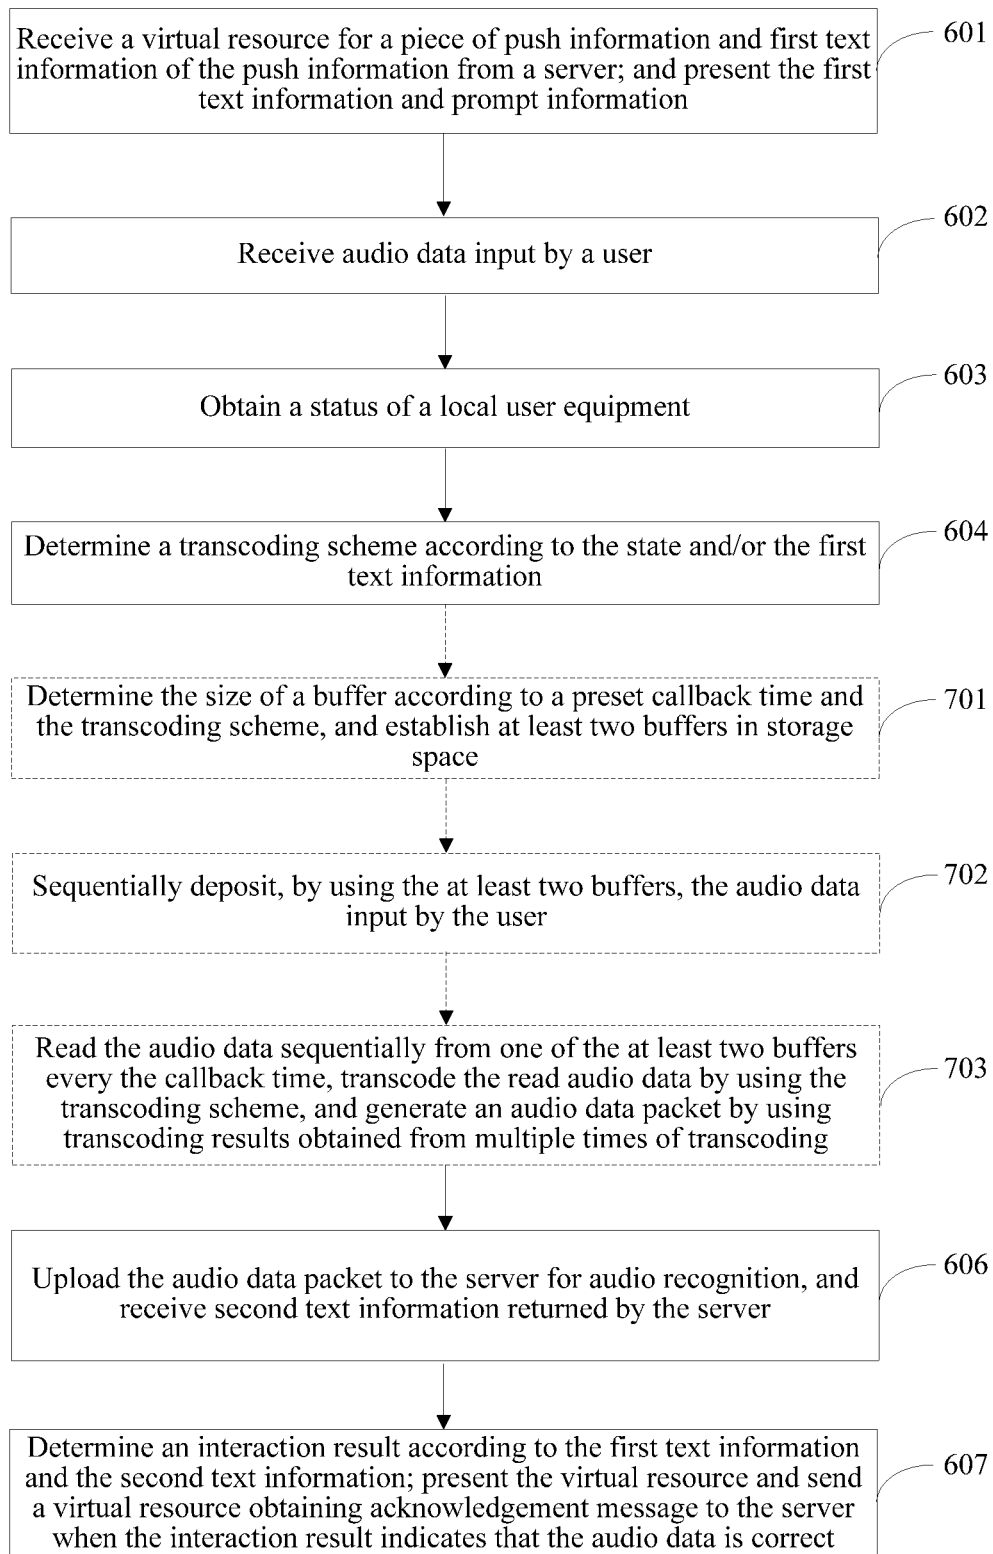 Receive a virtual resource for a piece of push information and first text
information of the push information from a server; and present the first
text information and prompt information
601
Receive audio data input by a user
602
Obtain a status of a local user equipment
603
Determine a transcoding scheme according to the state and/or the first
text information
604
Determine the size of a buffer according to a preset callback time and
the transcoding scheme, and establish at least two buffers in storage
space
701
Sequentially deposit, by using the at least two buffers, the audio data
input by the user
702
Read the audio data sequentially from one of the at least two buffers
every the callback time, transcode the read audio data by using the
transcoding scheme, and generate an audio data packet by using
transcoding results obtained from multiple times of transcoding
703
Upload the audio data packet to the server for audio recognition, and
receive second text information returned by the server
606
Determine an interaction result according to the first text information
and the second text information; present the virtual resource and send
a virtual resource obtaining acknowledgement message to the server
when the interaction result indicates that the audio data is correct
607